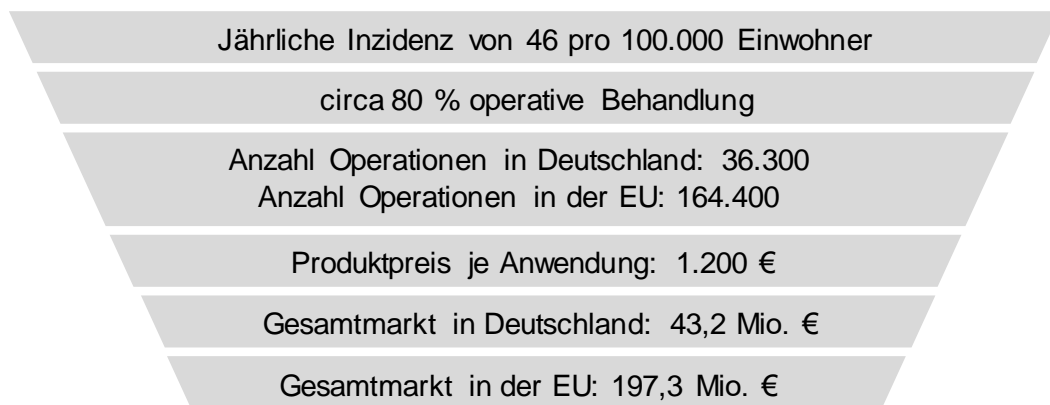 Jährliche Inzidenz von 46 pro 100.000 Einwohner
circa 80 % operative Behandlung
Anzahl Operationen in Deutschland: 36.300
Anzahl Operationen in der EU: 164.400
Produktpreis je Anwendung: 1.200 €
Gesamtmarkt in Deutschland: 43,2 Mio. €
Gesamtmarkt in der EU: 197,3 Mio. €